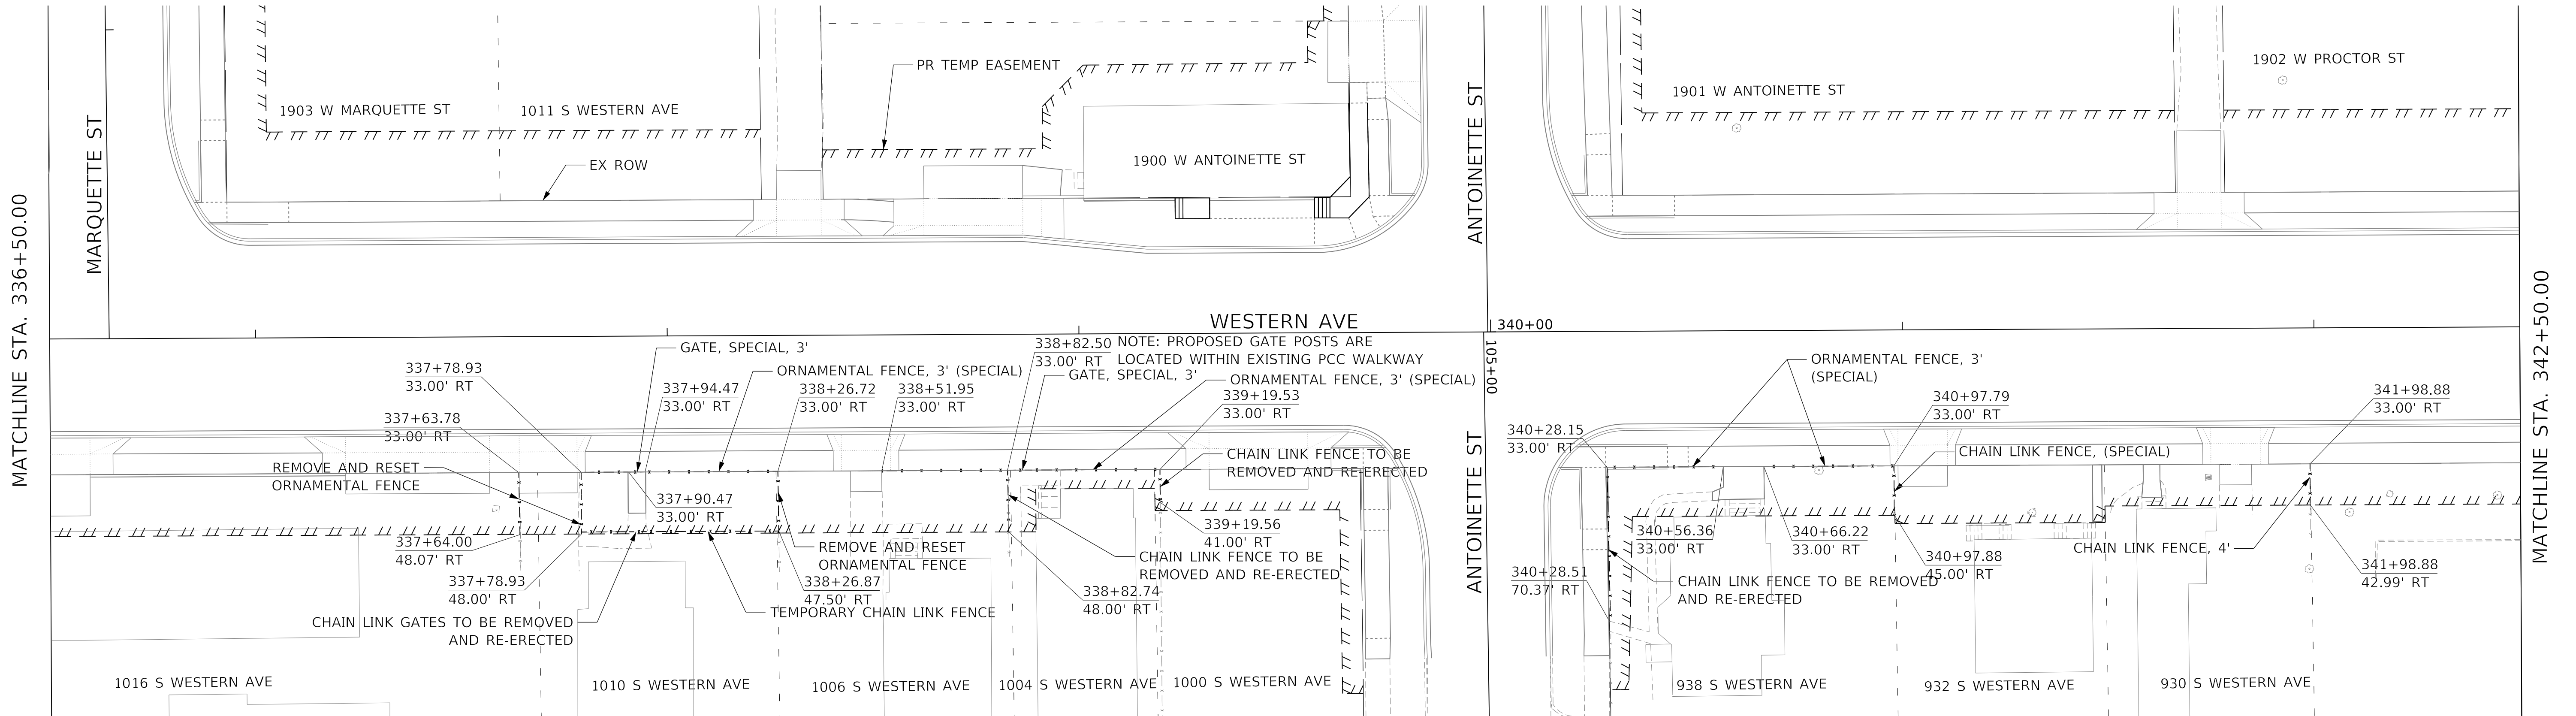 MATCHLINE STA. 336+50.00
MARQUETTE ST
1903 W MARQUETTE ST
1011 S WESTERN AVE
EX ROW
PR TEMP EASEMENT
1900 W ANTOINETTE ST
ANTOINETTE ST
1901 W ANTOINETTE ST
1902 W PROCTOR ST
MATCHLINE STA. 342+50.00
WESTERN AVE
340+00
105+00
ANTOINETTE ST
GATE, SPECIAL, 3'
ORNAMENTAL FENCE, 3' (SPECIAL)
337+78.93
33.00' RT
337+63.78
33.00' RT
337+94.47
33.00' RT
338+26.72
33.00' RT
338+51.95
33.00' RT
338+82.50
33.00' RT
NOTE: PROPOSED GATE POSTS ARE
LOCATED WITHIN EXISTING PCC WALKWAY
GATE, SPECIAL, 3'
ORNAMENTAL FENCE, 3' (SPECIAL)
339+19.53
33.00' RT
REMOVE AND RESET
ORNAMENTAL FENCE
337+90.47
33.00' RT
CHAIN LINK FENCE TO BE
REMOVED AND RE-ERECTED
339+19.56
41.00' RT
337+64.00
48.07' RT
337+78.93
48.00' RT
REMOVE AND RESET
ORNAMENTAL FENCE
338+26.87
47.50' RT
TEMPORARY CHAIN LINK FENCE
CHAIN LINK GATES TO BE REMOVED
AND RE-ERECTED
CHAIN LINK FENCE TO BE
REMOVED AND RE-ERECTED
338+82.74
48.00' RT
1016 S WESTERN AVE
1010 S WESTERN AVE
1006 S WESTERN AVE
1004 S WESTERN AVE
1000 S WESTERN AVE
ORNAMENTAL FENCE, 3'
(SPECIAL)
340+28.15
33.00' RT
340+97.79
33.00' RT
341+98.88
33.00' RT
CHAIN LINK FENCE, (SPECIAL)
340+56.36
33.00' RT
340+66.22
33.00' RT
340+97.88
45.00' RT
CHAIN LINK FENCE, 4'
341+98.88
42.99' RT
340+28.51
70.37' RT
CHAIN LINK FENCE TO BE REMOVED
AND RE-ERECTED
938 S WESTERN AVE
932 S WESTERN AVE
930 S WESTERN AVE